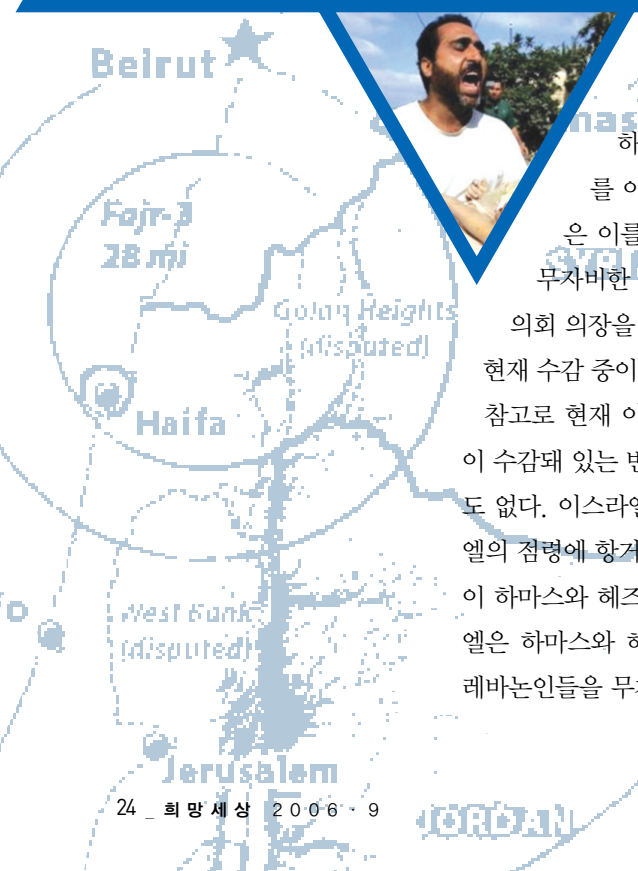 Beirut
mas
하
Fajr-3
28 mi
Golan Heights
(disputed)
은 이를
무자비한
의회 의장을
현재 수감 중이
참고로 현재 이
이 수감돼 있는
도 없다. 이스라엘
엘의 점령에 항거
이 하마스와 헤즈
엘은 하마스와 헤
레바논인들을 무
Haifa
West Bank
(disputed)
Jerusalem
JORDAN
24 _ 희망세상 2006 · 9